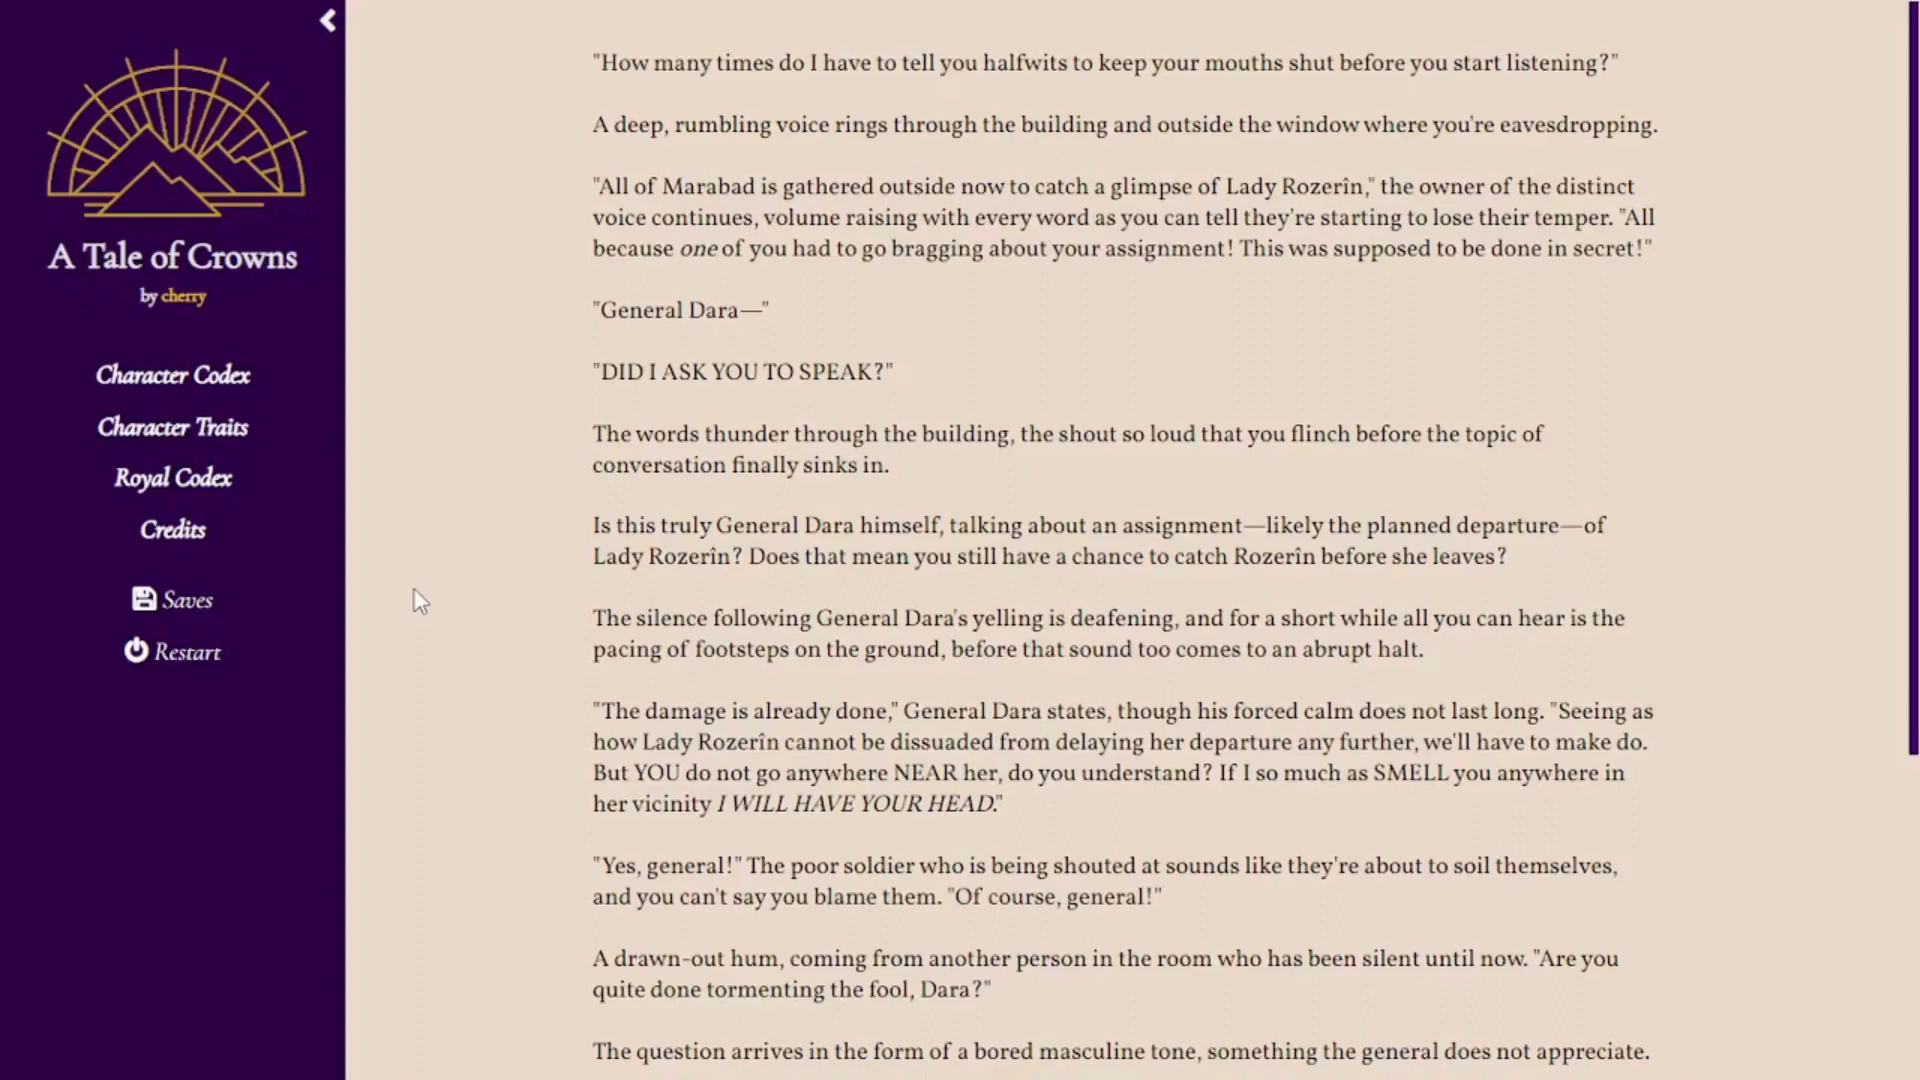 A Tale of Crowns
by cherry
Character Codex
Character Traits
Royal Codex
Credits
Saves
Restart
"How many times do I have to tell you halfwits to keep your mouths shut before you start listening?"
A deep, rumbling voice rings through the building and outside the window where you're eavesdropping.
"All of Marabad is gathered outside now to catch a glimpse of Lady Rozerîn," the owner of the distinct
voice continues, volume raising with every word as you can tell they're starting to lose their temper. "All
because one of you had to go bragging about your assignment! This was supposed to be done in secret!"
"General Dara—"
"DID I ASK YOU TO SPEAK?"
The words thunder through the building, the shout so loud that you flinch before the topic of
conversation finally sinks in.
Is this truly General Dara himself, talking about an assignment—likely the planned departure—of
Lady Rozerîn? Does that mean you still have a chance to catch Rozerîn before she leaves?
The silence following General Dara's yelling is deafening, and for a short while all you can hear is the
pacing of footsteps on the ground, before that sound too comes to an abrupt halt.
"The damage is already done," General Dara states, though his forced calm does not last long. "Seeing as
how Lady Rozerîn cannot be dissuaded from delaying her departure any further, we'll have to make do.
But YOU do not go anywhere NEAR her, do you understand? If I so much as SMELL you anywhere in
her vicinity I WILL HAVE YOUR HEAD."
"Yes, general!" The poor soldier who is being shouted at sounds like they're about to soil themselves,
and you can't say you blame them. "Of course, general!"
A drawn-out hum, coming from another person in the room who has been silent until now. "Are you
quite done tormenting the fool, Dara?"
The question arrives in the form of a bored masculine tone, something the general does not appreciate.